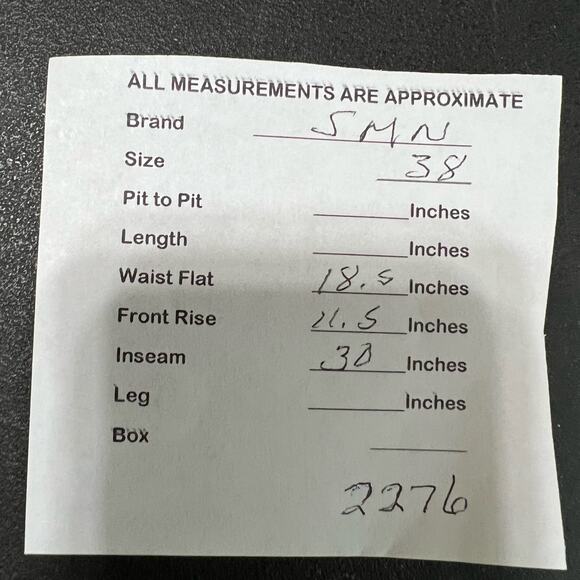 ALL MEASUREMENTS ARE APPROXIMATE
Brand SMN
Size 38
Pit to Pit Inches
Length Inches
Waist Flat 18.5 Inches
Front Rise 11.5 Inches
Inseam 30 Inches
Leg Inches
Box
2276